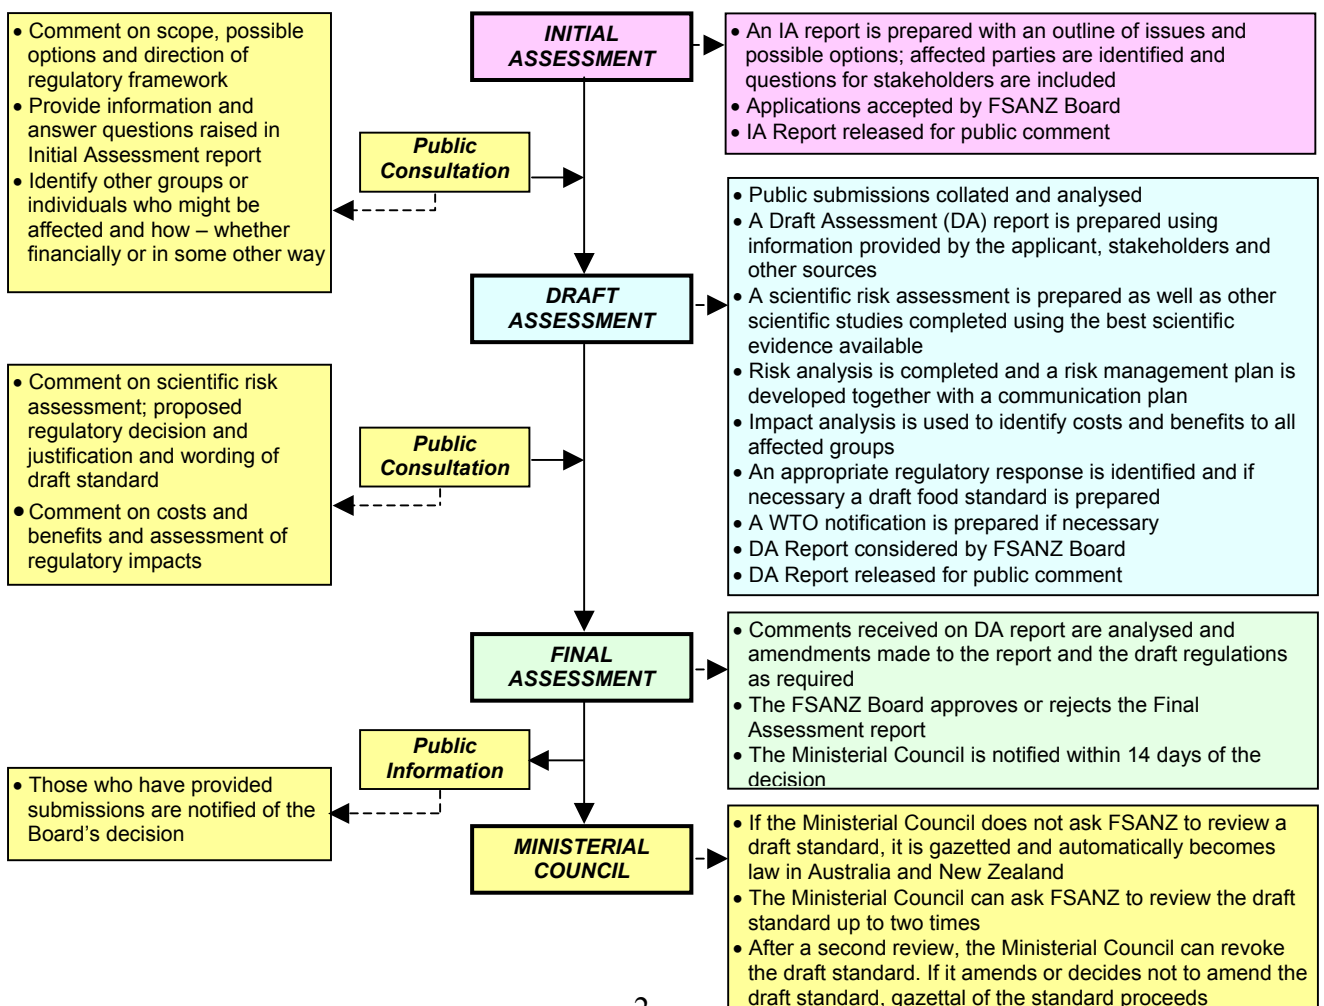 • Comment on scope, possible
options and direction of
regulatory framework
• Provide information and
answer questions raised in
Initial Assessment report
• Identify other groups or
individuals who might be
affected and how – whether
financially or in some other way
INITIAL
ASSESSMENT
• An IA report is prepared with an outline of issues and
possible options; affected parties are identified and
questions for stakeholders are included
• Applications accepted by FSANZ Board
• IA Report released for public comment
Public
Consultation
DRAFT
ASSESSMENT
• Public submissions collated and analysed
• A Draft Assessment (DA) report is prepared using
information provided by the applicant, stakeholders and
other sources
• A scientific risk assessment is prepared as well as other
scientific studies completed using the best scientific
evidence available
• Risk analysis is completed and a risk management plan is
developed together with a communication plan
• Impact analysis is used to identify costs and benefits to all
affected groups
• An appropriate regulatory response is identified and if
necessary a draft food standard is prepared
• A WTO notification is prepared if necessary
• DA Report considered by FSANZ Board
• DA Report released for public comment
• Comment on scientific risk
assessment; proposed
regulatory decision and
justification and wording of
draft standard
• Comment on costs and
benefits and assessment of
regulatory impacts
Public
Consultation
FINAL
ASSESSMENT
• Comments received on DA report are analysed and
amendments made to the report and the draft regulations
as required
• The FSANZ Board approves or rejects the Final
Assessment report
• The Ministerial Council is notified within 14 days of the
decision
Public
Information
• Those who have provided
submissions are notified of the
Board's decision
MINISTERIAL
COUNCIL
• If the Ministerial Council does not ask FSANZ to review a
draft standard, it is gazetted and automatically becomes
law in Australia and New Zealand
• The Ministerial Council can ask FSANZ to review the draft
standard up to two times
• After a second review, the Ministerial Council can revoke
the draft standard. If it amends or decides not to amend the
draft standard, gazettal of the standard proceeds
2